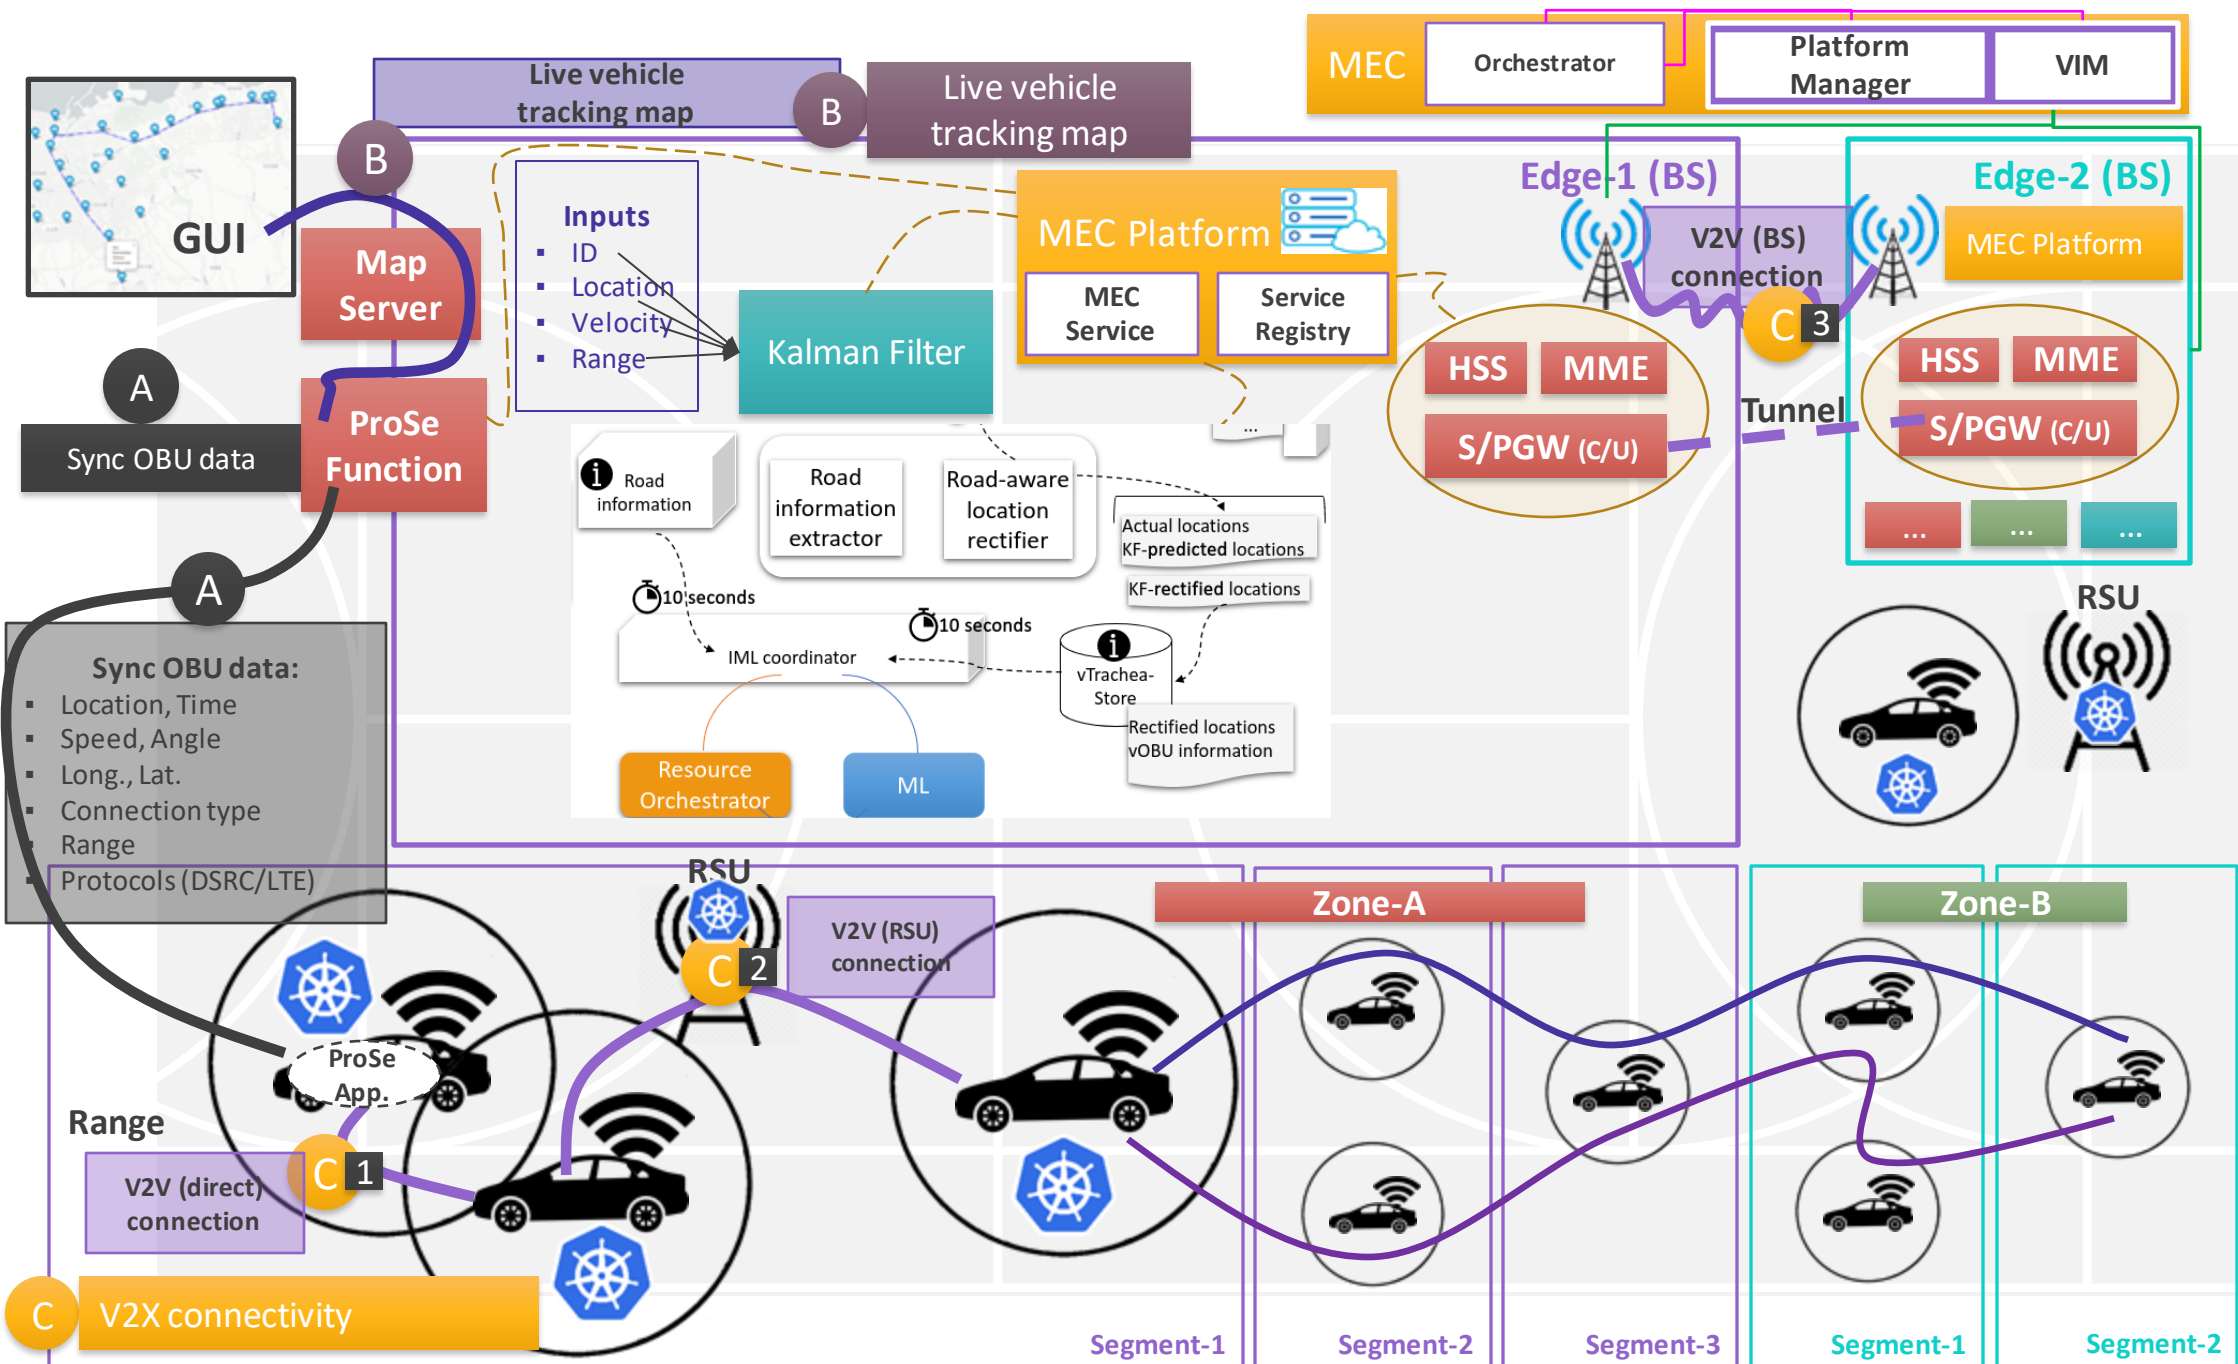 Live vehicle
tracking map
B
Live vehicle
tracking map
MEC
Orchestrator
Platform
Manager
VIM
B
GUI
Map
Server
Inputs
▪ ID
▪ Location
▪ Velocity
▪ Range
Kalman Filter
MEC Platform
MEC
Service
Service
Registry
Edge-1 (BS)
V2V (BS)
connection
C 3
Edge-2 (BS)
MEC Platform
HSS
MME
S/PGW (C/U)
Tunnel
HSS
MME
S/PGW (C/U)
...
...
...
A
Sync OBU data
ProSe
Function
A
Sync OBU data:
▪ Location, Time
▪ Speed, Angle
▪ Long., Lat.
▪ Connection type
▪ Range
▪ Protocols (DSRC/LTE)
i
Road
information
Road
information
extractor
Road-aware
location
rectifier
...
Actual locations
KF-predicted locations
KF-rectified locations
10 seconds
10 seconds
IML coordinator
i
vTrachea-
Store
Rectified locations
vOBU information
Resource
Orchestrator
ML
RSU
RSU
C 2
V2V (RSU)
connection
Zone-A
Zone-B
ProSe
App.
Range
C 1
V2V (direct)
connection
C
V2X connectivity
Segment-1
Segment-2
Segment-3
Segment-1
Segment-2